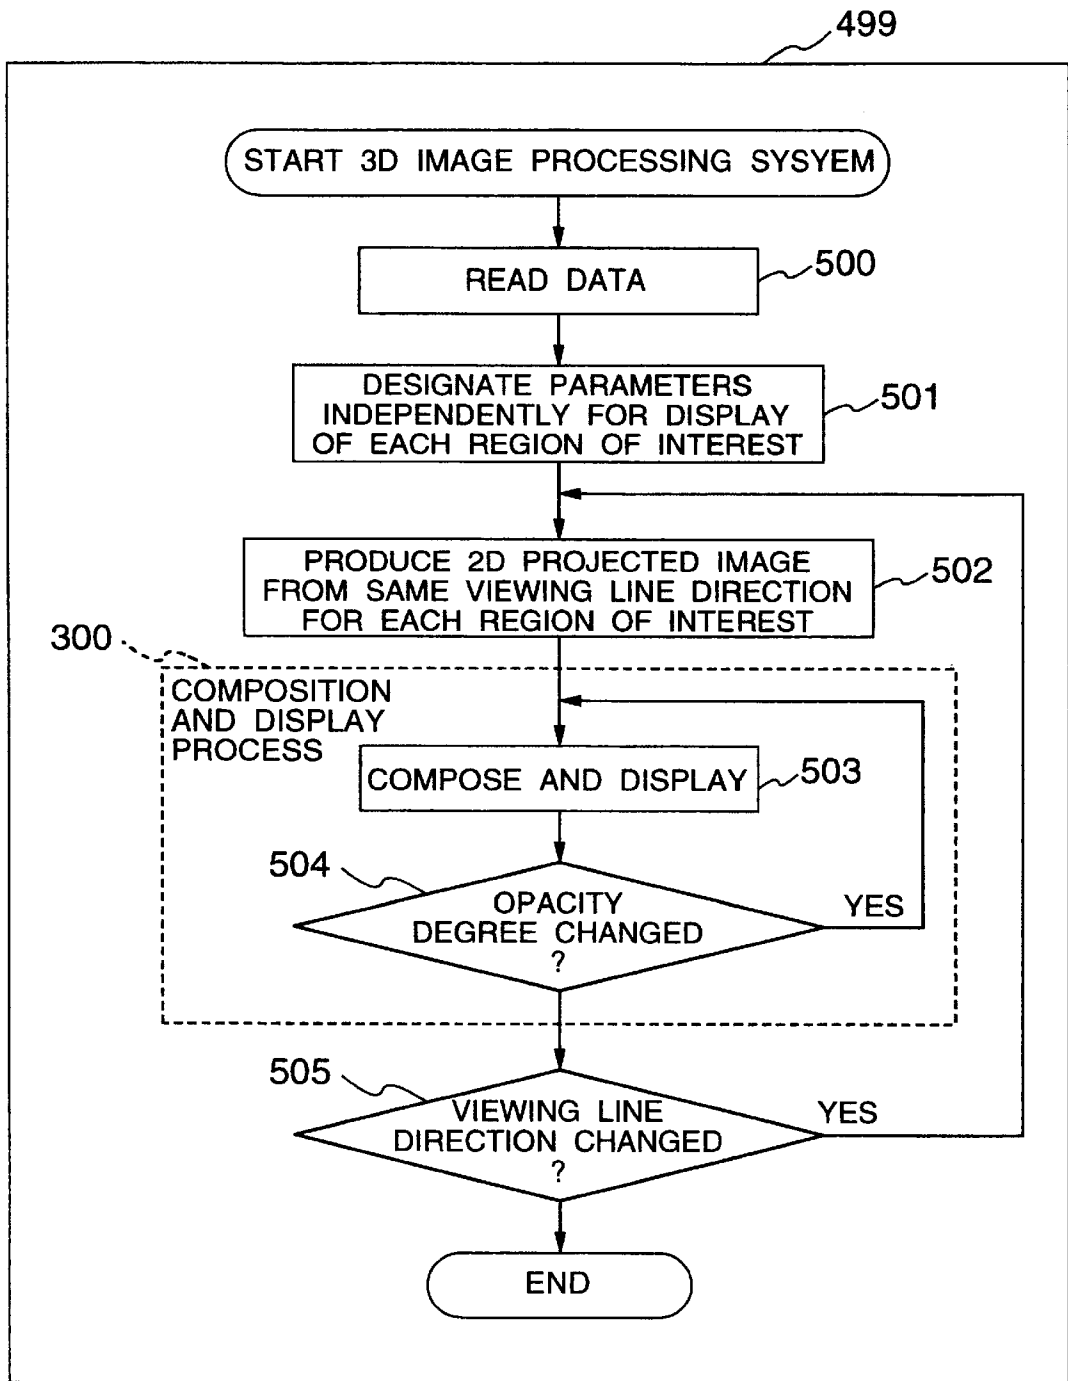 499
START 3D IMAGE PROCESSING SYSYEM
READ DATA
500
DESIGNATE PARAMETERS
INDEPENDENTLY FOR DISPLAY
OF EACH REGION OF INTEREST
501
PRODUCE 2D PROJECTED IMAGE
FROM SAME VIEWING LINE DIRECTION
FOR EACH REGION OF INTEREST
502
300
COMPOSITION
AND DISPLAY
PROCESS
COMPOSE AND DISPLAY
503
504
OPACITY
DEGREE CHANGED
?
YES
505
VIEWING LINE
DIRECTION CHANGED
?
YES
END